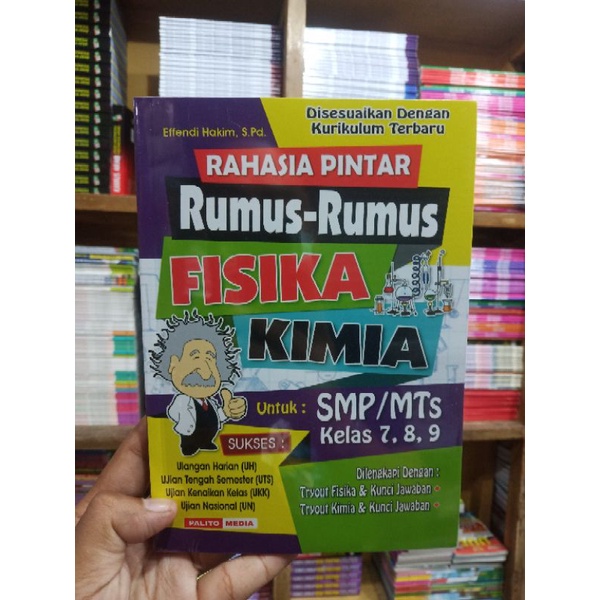 Effendi Hakim, S.Pd.
Disesuaikan Dengan
Kurikulum Terbaru
RAHASIA PINTAR
Rumus-Rumus
FISIKA
KIMIA
Untuk : SMP/MTs
Kelas 7, 8, 9
SUKSES :
Ulangan Harian (UH)
Ujian Tengah Semester (UTS)
Ujian Kenaikan Kelas (UKK)
Ujian Nasional (UN)
PALITO MEDIA
Dilengkapi Dengan :
Tryout Fisika & Kunci Jawaban
Tryout Kimia & Kunci Jawaban